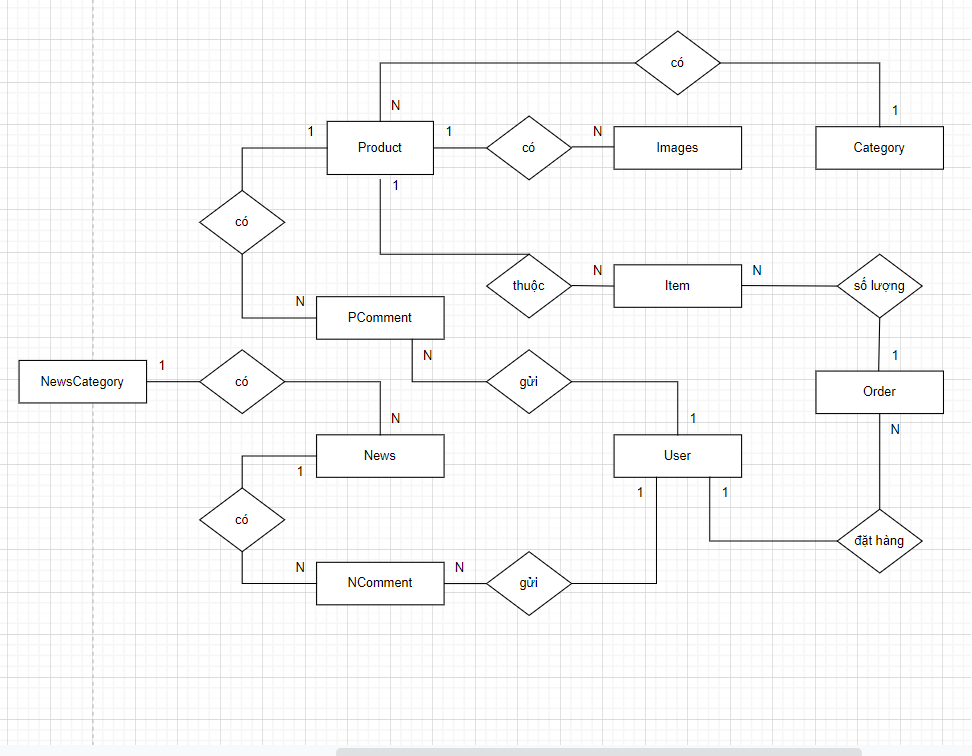 có
N
1
1
Product
1
có
N
Images
Category
1
có
thuộc
N
Item
N
số lượng
N
PComment
1
N
1
NewsCategory
1
có
gửi
Order
N
1
N
News
User
1
1
1
có
đặt hàng
N
NComment
N
gửi